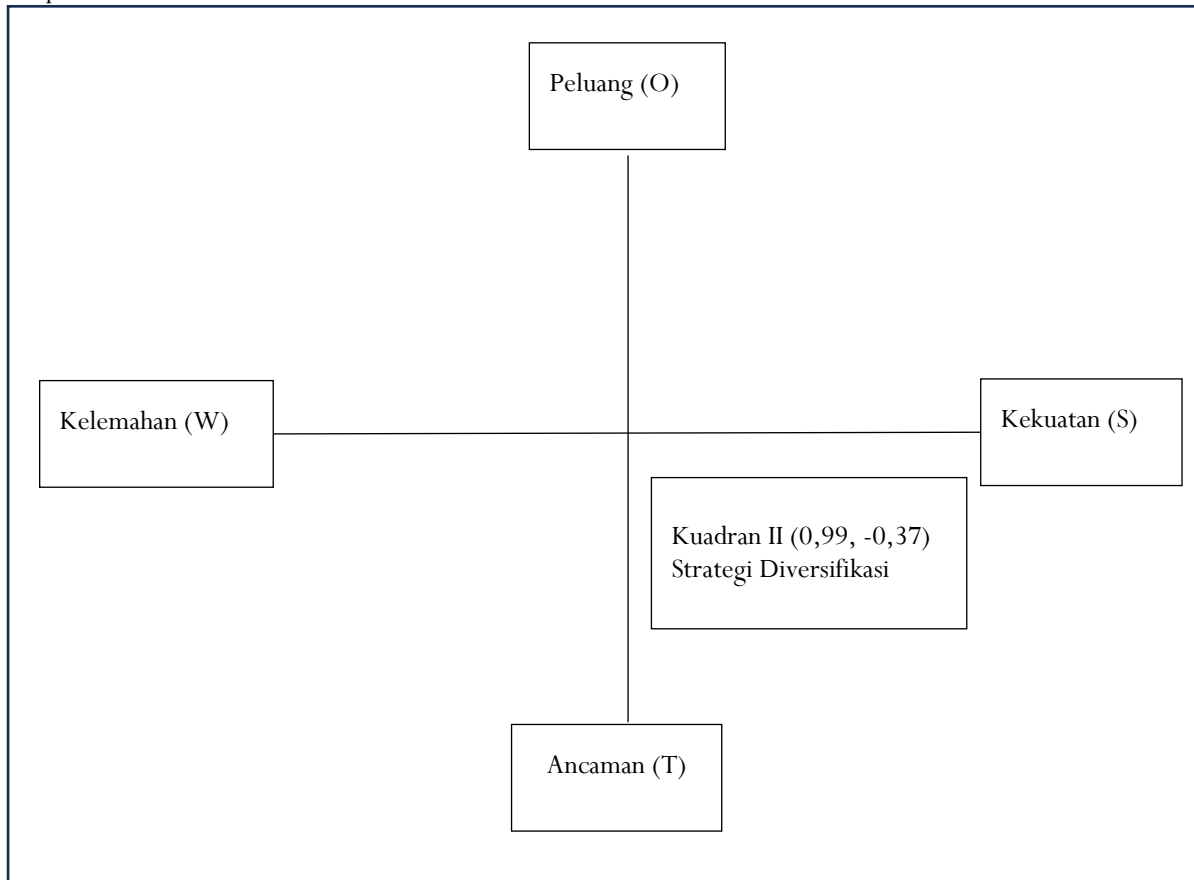 Peluang (O)
Kelemahan (W)
Kekuatan (S)
Kuadran II (0,99, -0,37)
Strategi Diversifikasi
Ancaman (T)